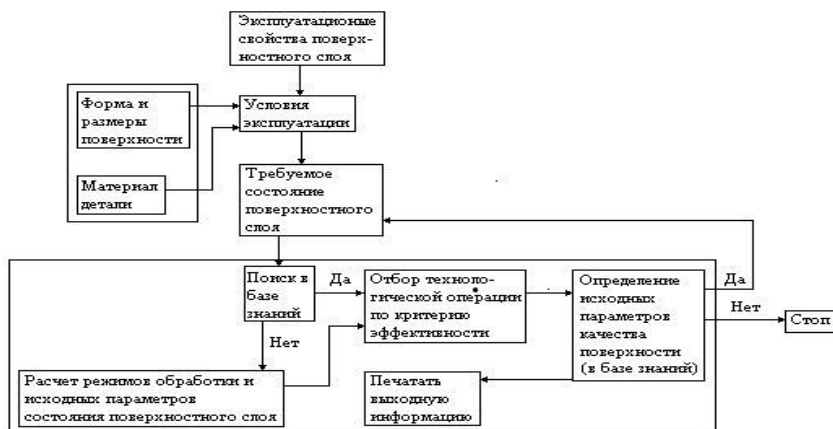 Эксплуатационые
свойства поверх-
ностного слоя
Форма и
размеры
поверхности
Условия
эксплуатации
Материал
детали
Требуемое
состояние
поверхностного
слоя
Поиск в
базе
знаний
Да
Отбор техноло-
гической операции
по критерию
эффективности
Определение
исходных
параметров
качества
поверхности
(в базе знаний)
Да
Нет
Стоп
Нет
Расчет режимов обработки и
исходных параметров
состояния поверхностного слоя
Печатать
выходную
информацию